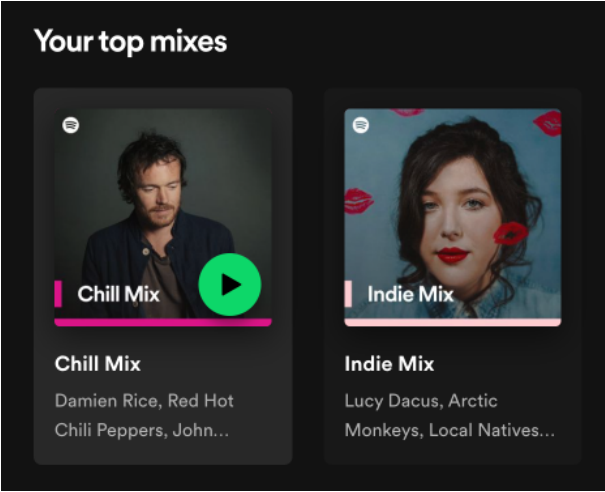 Your top mixes
Chill Mix
Indie Mix
Chill Mix
Damien Rice, Red Hot
Chili Peppers, John...
Indie Mix
Lucy Dacus, Arctic
Monkeys, Local Natives...